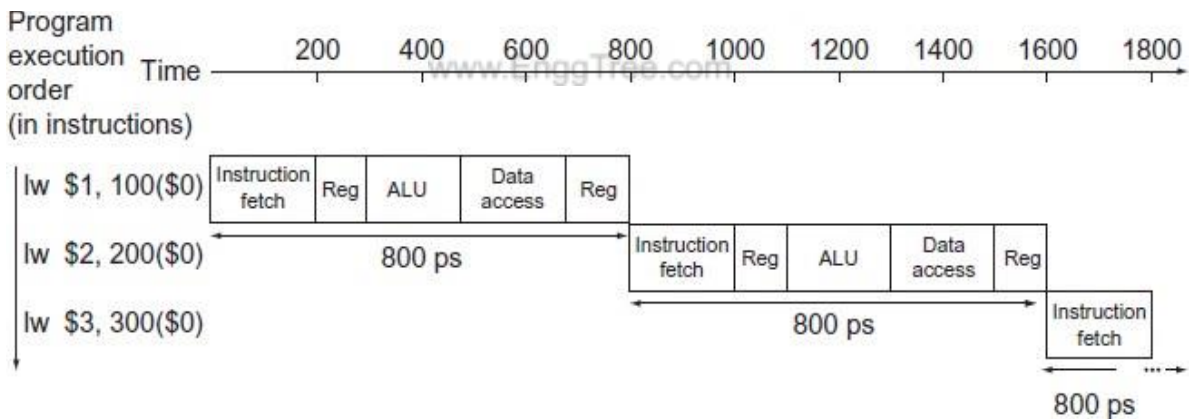 Program
execution
order
(in instructions)
Time
200 400 600 800 1000 1200 1400 1600 1800
www.EnggTree.com
lw $1, 100($0)
Instruction
fetch
Reg
ALU
Data
access
Reg
800 ps
lw $2, 200($0)
Instruction
fetch
Reg
ALU
Data
access
Reg
800 ps
lw $3, 300($0)
Instruction
fetch
...
800 ps